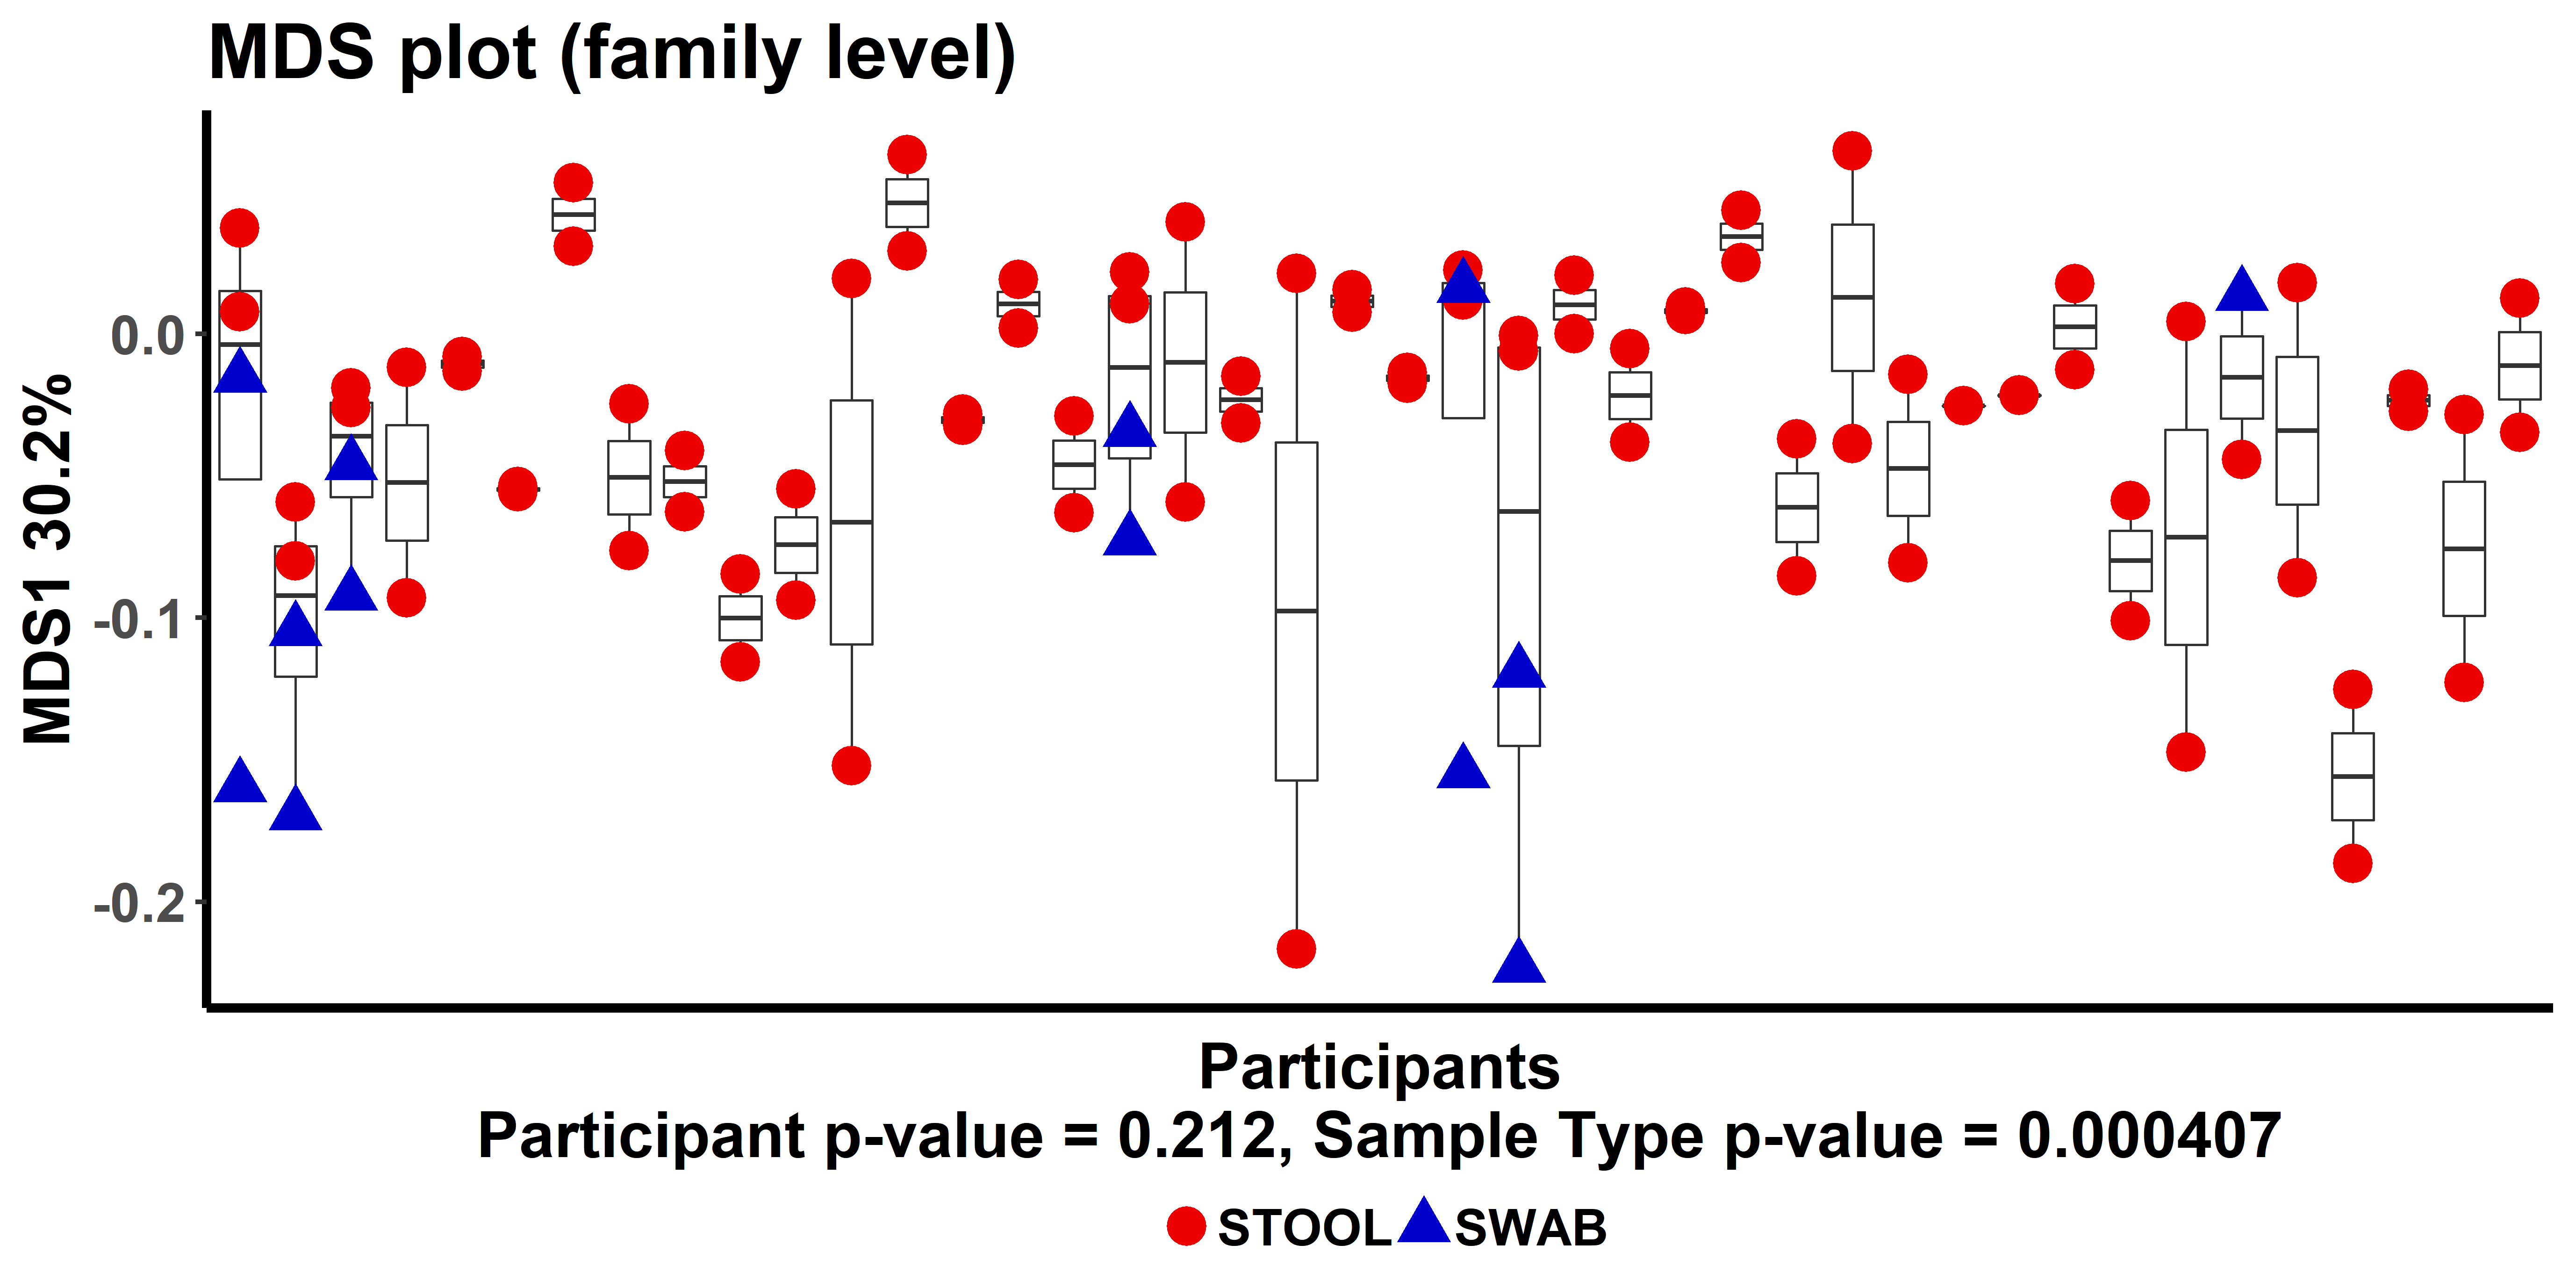 MDS plot (family level)
MDS1 30.2%
0.0
-0.1
-0.2
Participants
Participant p-value = 0.212, Sample Type p-value = 0.000407
STOOL SWAB